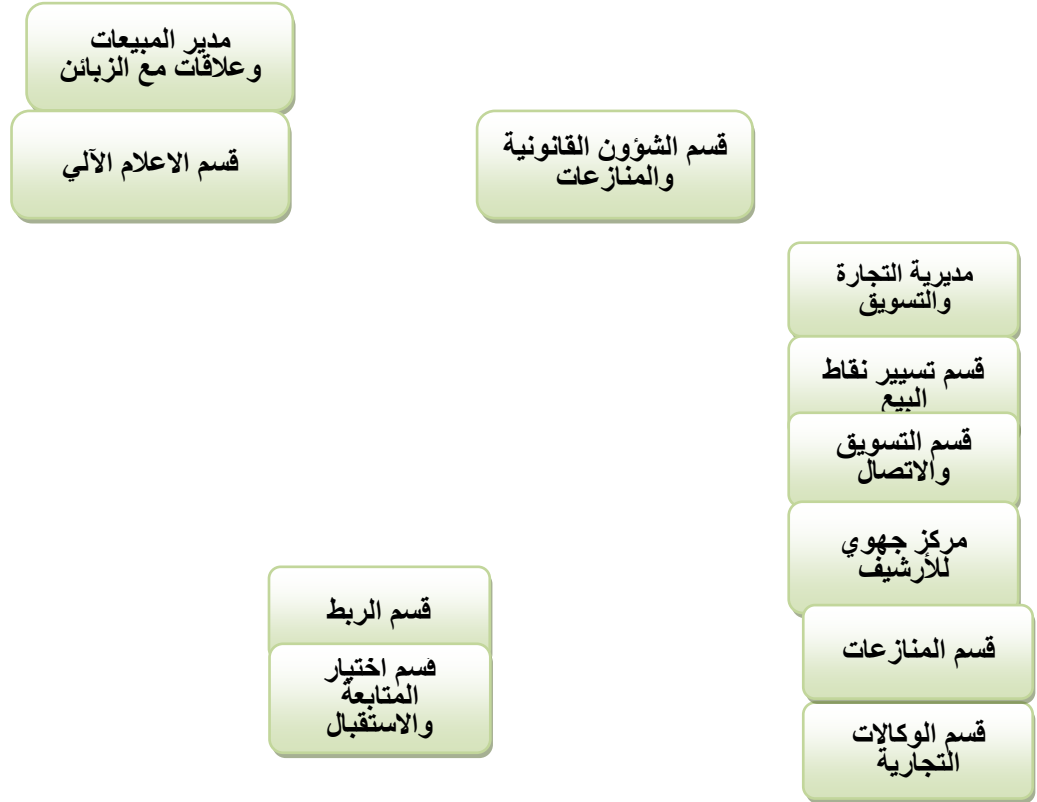 مدير المبيعات
وعلاقات مع الزبائن
قسم الاعلام الآلي
قسم الشؤون القانونية
والمنازعات
مديرية التجارة
والتسويق
قسم تسيير نقاط
البيع
قسم التسويق
والاتصال
مركز جهوي
للأرشيف
قسم المنازعات
قسم الوكالات
التجارية
قسم الربط
قسم اختيار
المتابعة
والاستقبال